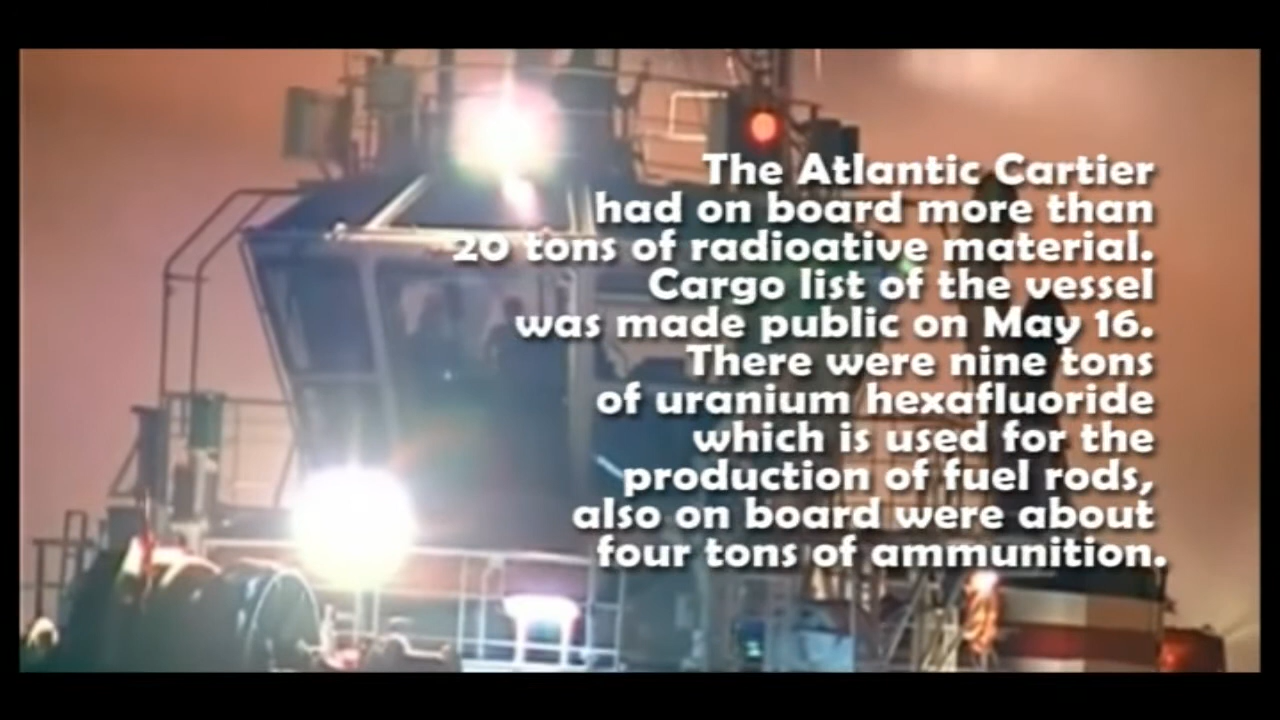 The Atlantic Cartier
had on board more than
20 tons of radioative material.
Cargo list of the vessel
was made public on May 16.
There were nine tons
of uranium hexafluoride
which is used for the
production of fuel rods,
also on board were about
four tons of ammunition.